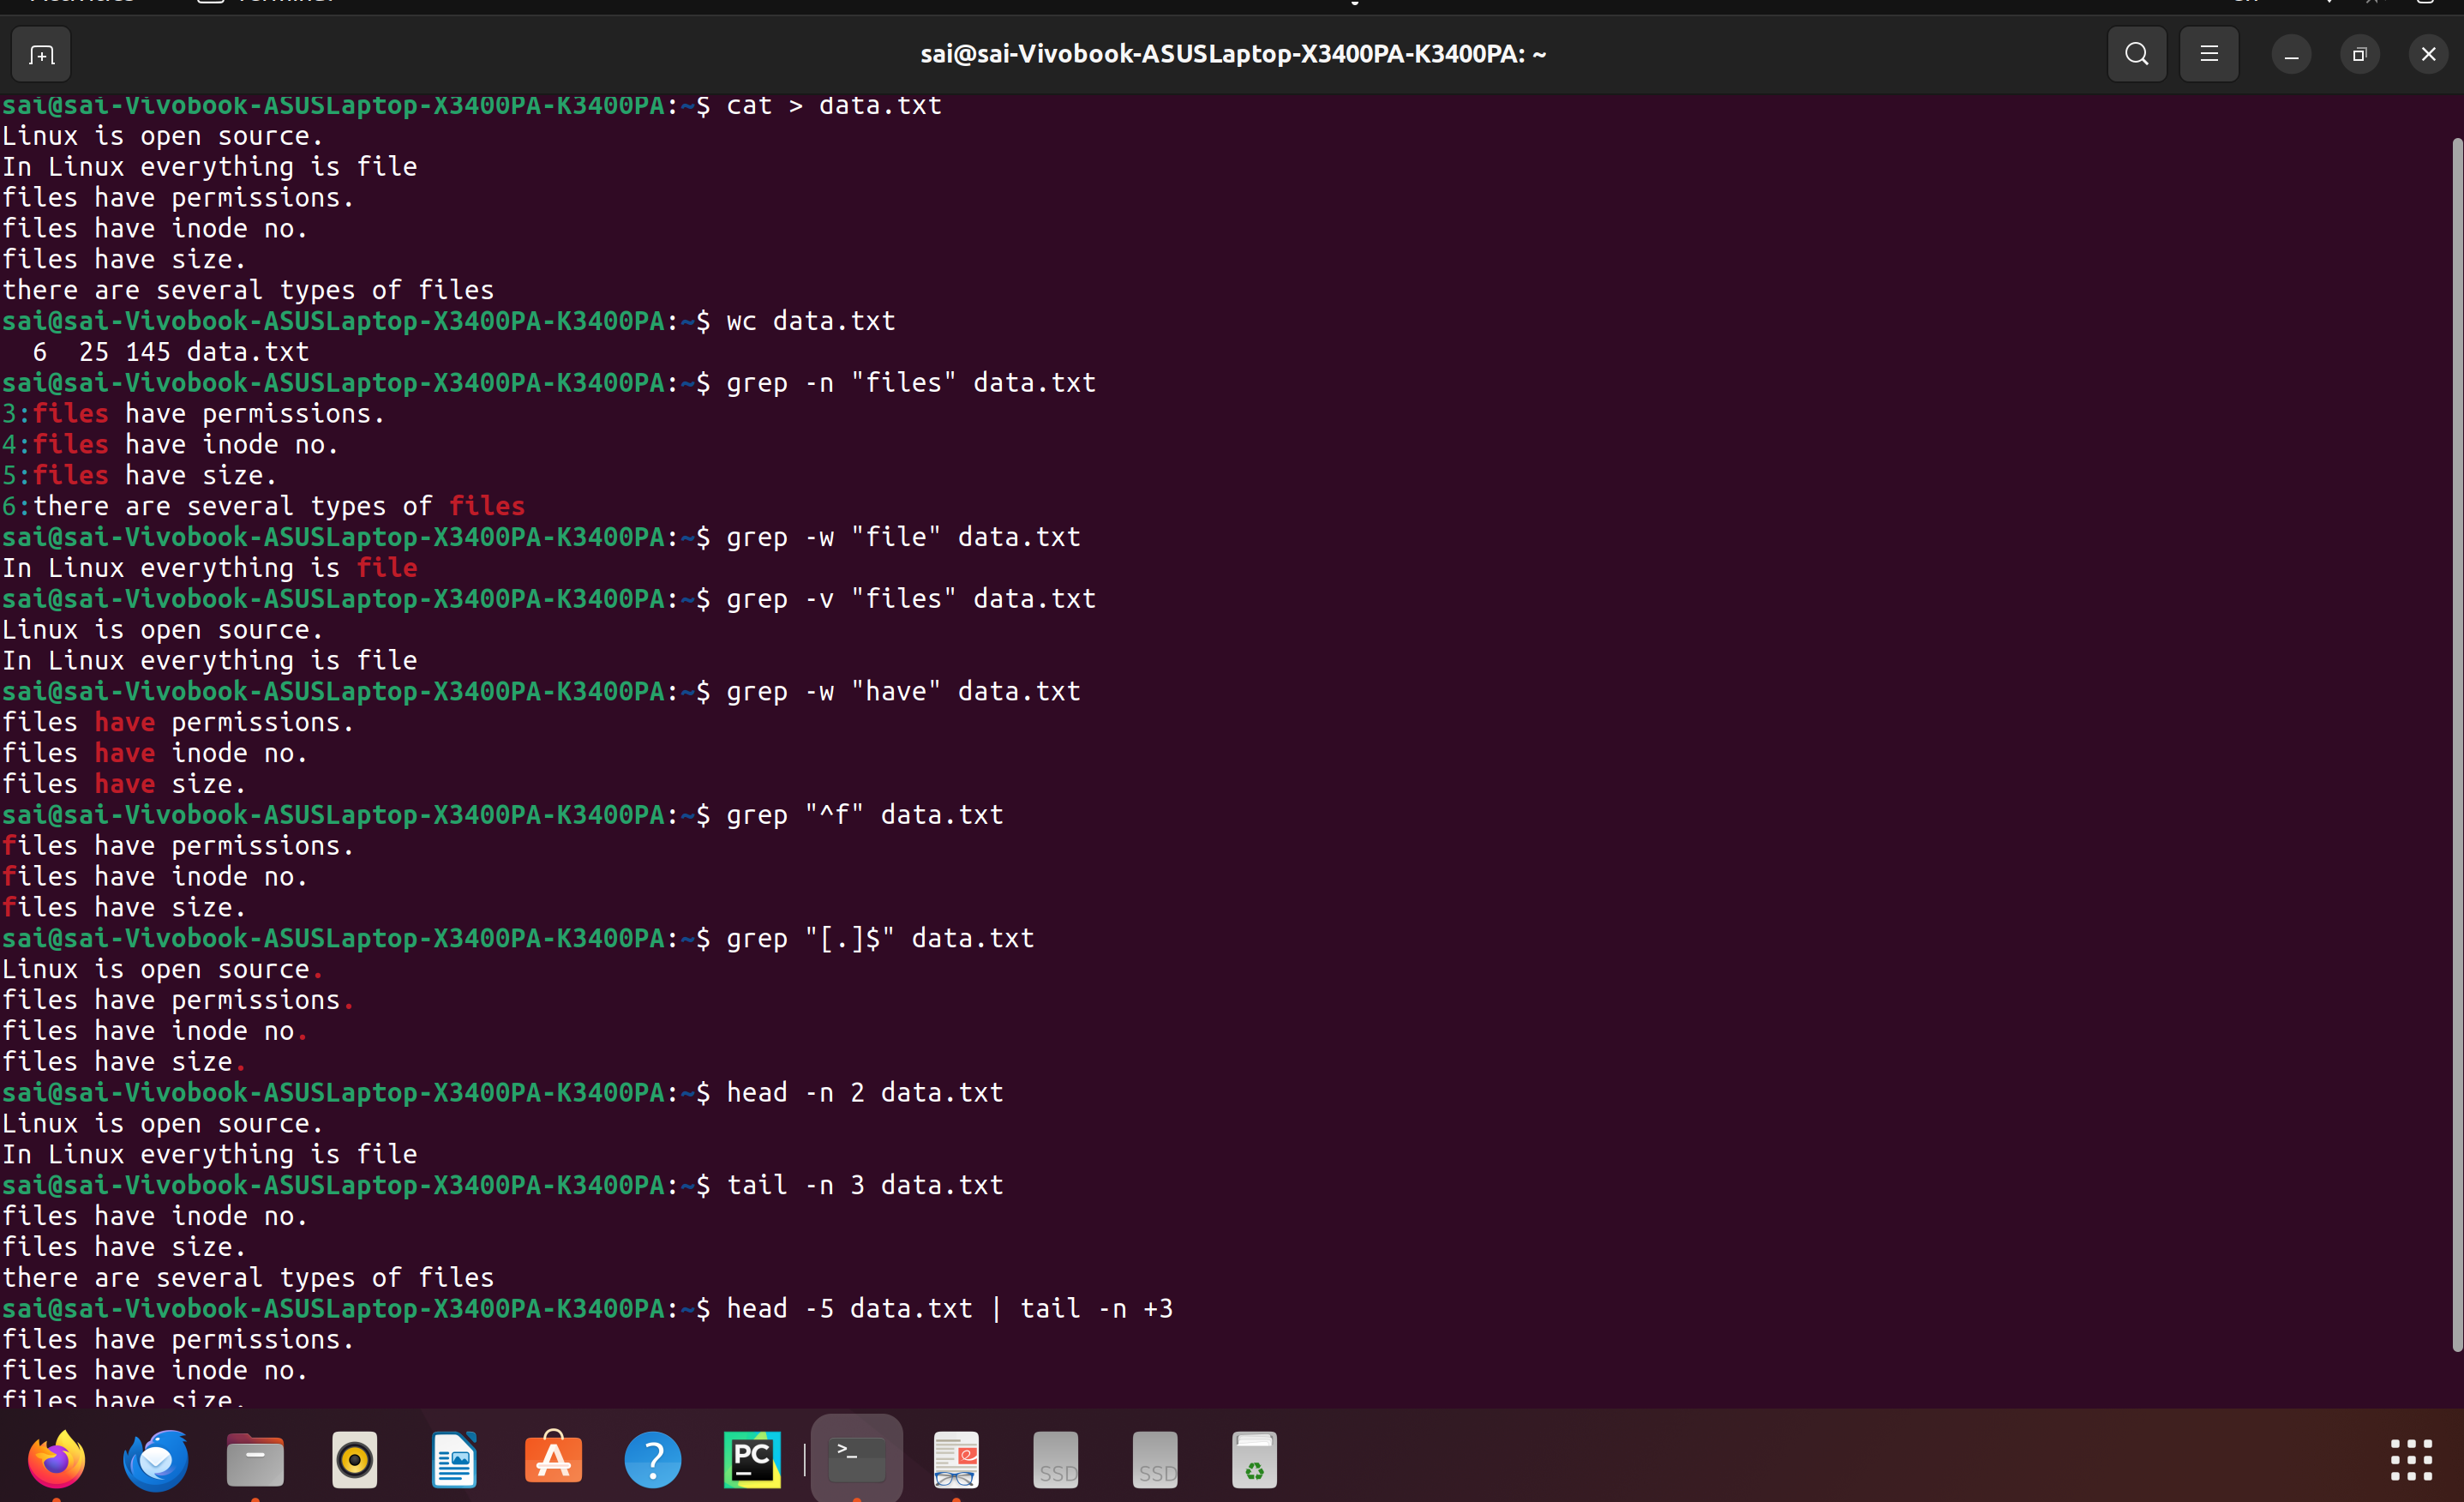 sai@sai-Vivobook-ASUSLaptop-X3400PA-K3400PA: ~
sai@sai-Vivobook-ASUSLaptop-X3400PA-K3400PA:~$ cat > data.txt
Linux is open source.
In Linux everything is file
files have permissions.
files have inode no.
files have size.
there are several types of files
sai@sai-Vivobook-ASUSLaptop-X3400PA-K3400PA:~$ wc data.txt
  6  25 145 data.txt
sai@sai-Vivobook-ASUSLaptop-X3400PA-K3400PA:~$ grep -n "files" data.txt
3:files have permissions.
4:files have inode no.
5:files have size.
6:there are several types of files
sai@sai-Vivobook-ASUSLaptop-X3400PA-K3400PA:~$ grep -w "file" data.txt
In Linux everything is file
sai@sai-Vivobook-ASUSLaptop-X3400PA-K3400PA:~$ grep -v "files" data.txt
Linux is open source.
In Linux everything is file
sai@sai-Vivobook-ASUSLaptop-X3400PA-K3400PA:~$ grep -w "have" data.txt
files have permissions.
files have inode no.
files have size.
sai@sai-Vivobook-ASUSLaptop-X3400PA-K3400PA:~$ grep "^f" data.txt
files have permissions.
files have inode no.
files have size.
sai@sai-Vivobook-ASUSLaptop-X3400PA-K3400PA:~$ grep "[.]$" data.txt
Linux is open source.
files have permissions.
files have inode no.
files have size.
sai@sai-Vivobook-ASUSLaptop-X3400PA-K3400PA:~$ head -n 2 data.txt
Linux is open source.
In Linux everything is file
sai@sai-Vivobook-ASUSLaptop-X3400PA-K3400PA:~$ tail -n 3 data.txt
files have inode no.
files have size.
there are several types of files
sai@sai-Vivobook-ASUSLaptop-X3400PA-K3400PA:~$ head -5 data.txt | tail -n +3
files have permissions.
files have inode no.
files have size.
PC
SSD
SSD